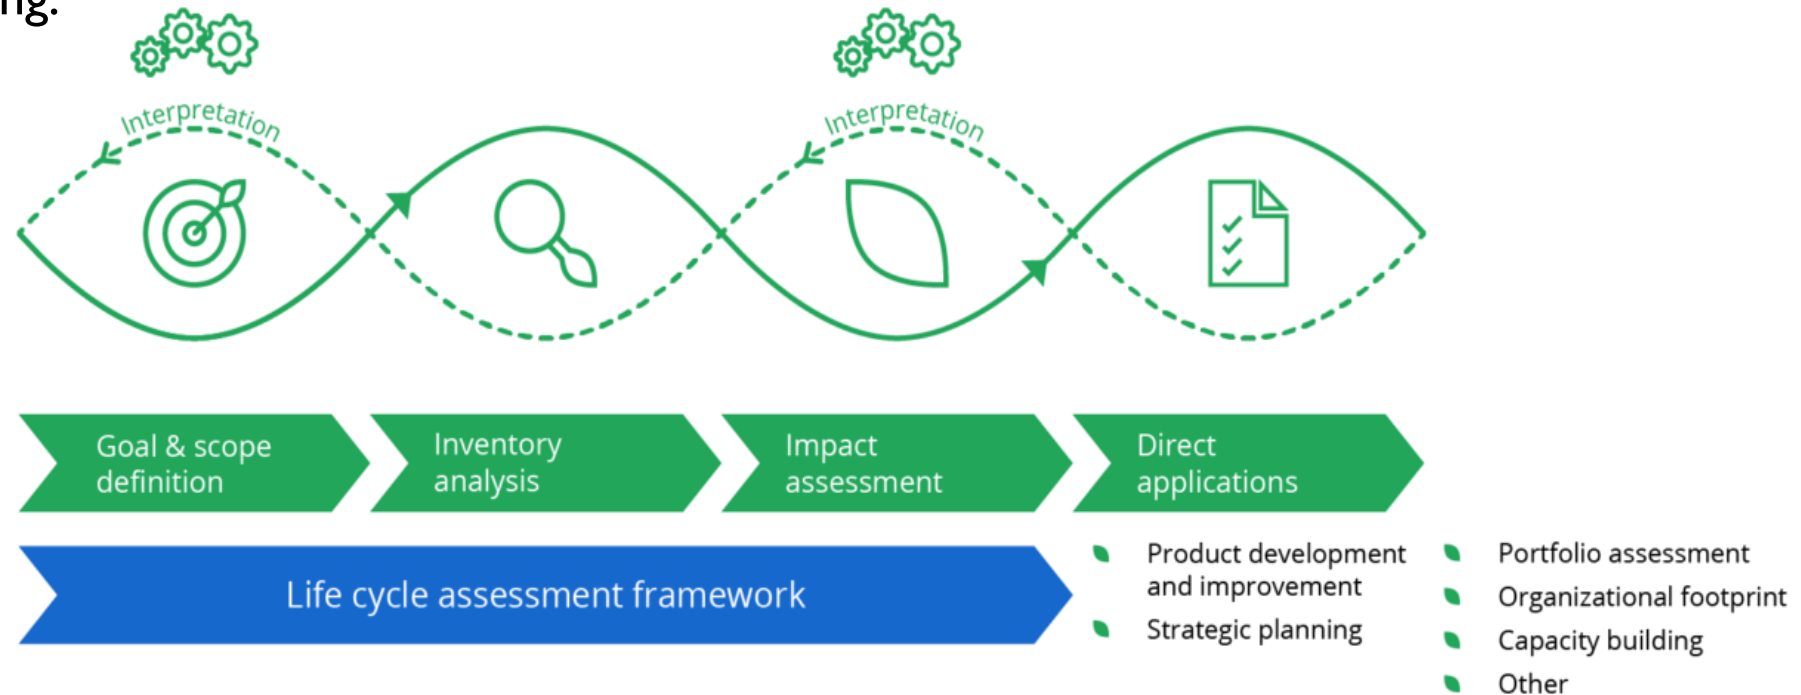 ng.
Interpretation
Interpretation
Goal & scope
definition
Inventory
analysis
Impact
assessment
Direct
applications
Life cycle assessment framework
Product development
and improvement
Strategic planning
Portfolio assessment
Organizational footprint
Capacity building
Other